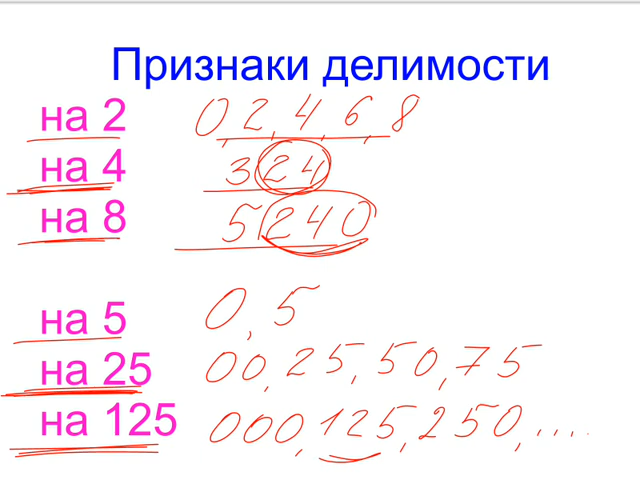 Признаки делимости
на 2 0, 2, 4, 6, 8
на 4 324
на 8 5240
на 5 0, 5
на 25 00, 25, 50, 75
на 125 000, 125, 250, ....